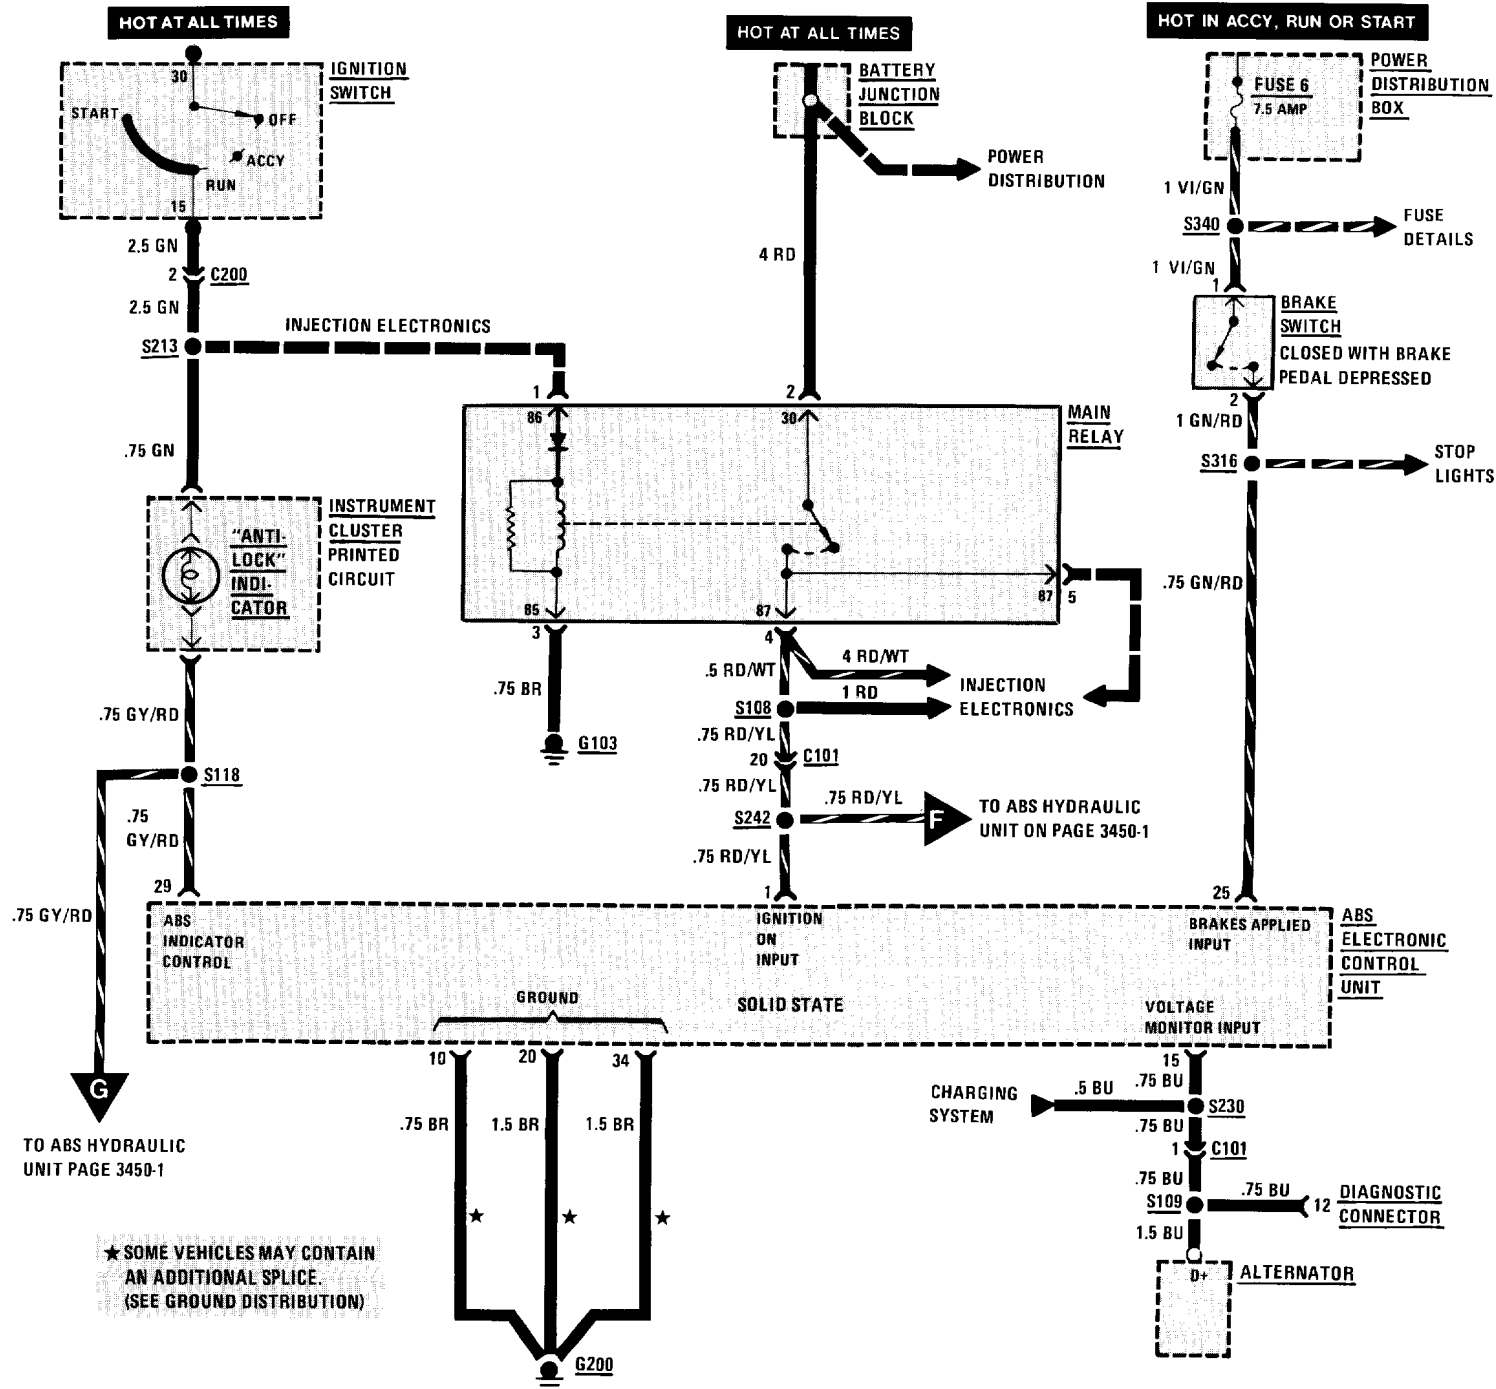 HOT AT ALL TIMES
HOT AT ALL TIMES
HOT IN ACCY, RUN OR START
30
IGNITION
SWITCH
START
OFF
ACCY
RUN
15
BATTERY
JUNCTION
BLOCK
POWER
DISTRIBUTION
FUSE 6
7.5 AMP
POWER
DISTRIBUTION
BOX
2.5 GN
2
C200
2.5 GN
S213
INJECTION ELECTRONICS
4 RD
1 VI/GN
S340
FUSE
DETAILS
1 VI/GN
1
BRAKE
SWITCH
CLOSED WITH BRAKE
PEDAL DEPRESSED
2
1 GN/RD
S316
STOP
LIGHTS
.75 GN
1
86
2
30
MAIN
RELAY
INSTRUMENT
CLUSTER
PRINTED
CIRCUIT
"ANTI-
LOCK"
INDI-
CATOR
85
3
87
4
87
5
.75 GN/RD
.75 BR
G103
.5 RD/WT
4 RD/WT
1 RD
INJECTION
ELECTRONICS
S108
.75 RD/YL
20
C101
.75 RD/YL
S242
.75 RD/YL
F
TO ABS HYDRAULIC
UNIT ON PAGE 3450-1
.75 RD/YL
1
.75 GY/RD
S118
.75
GY/RD
29
.75 GY/RD
25
ABS
INDICATOR
CONTROL
IGNITION
ON
INPUT
BRAKES APPLIED
INPUT
ABS
ELECTRONIC
CONTROL
UNIT
GROUND
SOLID STATE
VOLTAGE
MONITOR INPUT
10
20
34
15
G
TO ABS HYDRAULIC
UNIT PAGE 3450-1
.75 BR
1.5 BR
1.5 BR
CHARGING
SYSTEM
.5 BU
.75 BU
S230
.75 BU
1
C101
.75 BU
S109
.75 BU
12
DIAGNOSTIC
CONNECTOR
1.5 BU
D+
ALTERNATOR
★
★
★
★ SOME VEHICLES MAY CONTAIN
AN ADDITIONAL SPLICE.
(SEE GROUND DISTRIBUTION)
G200